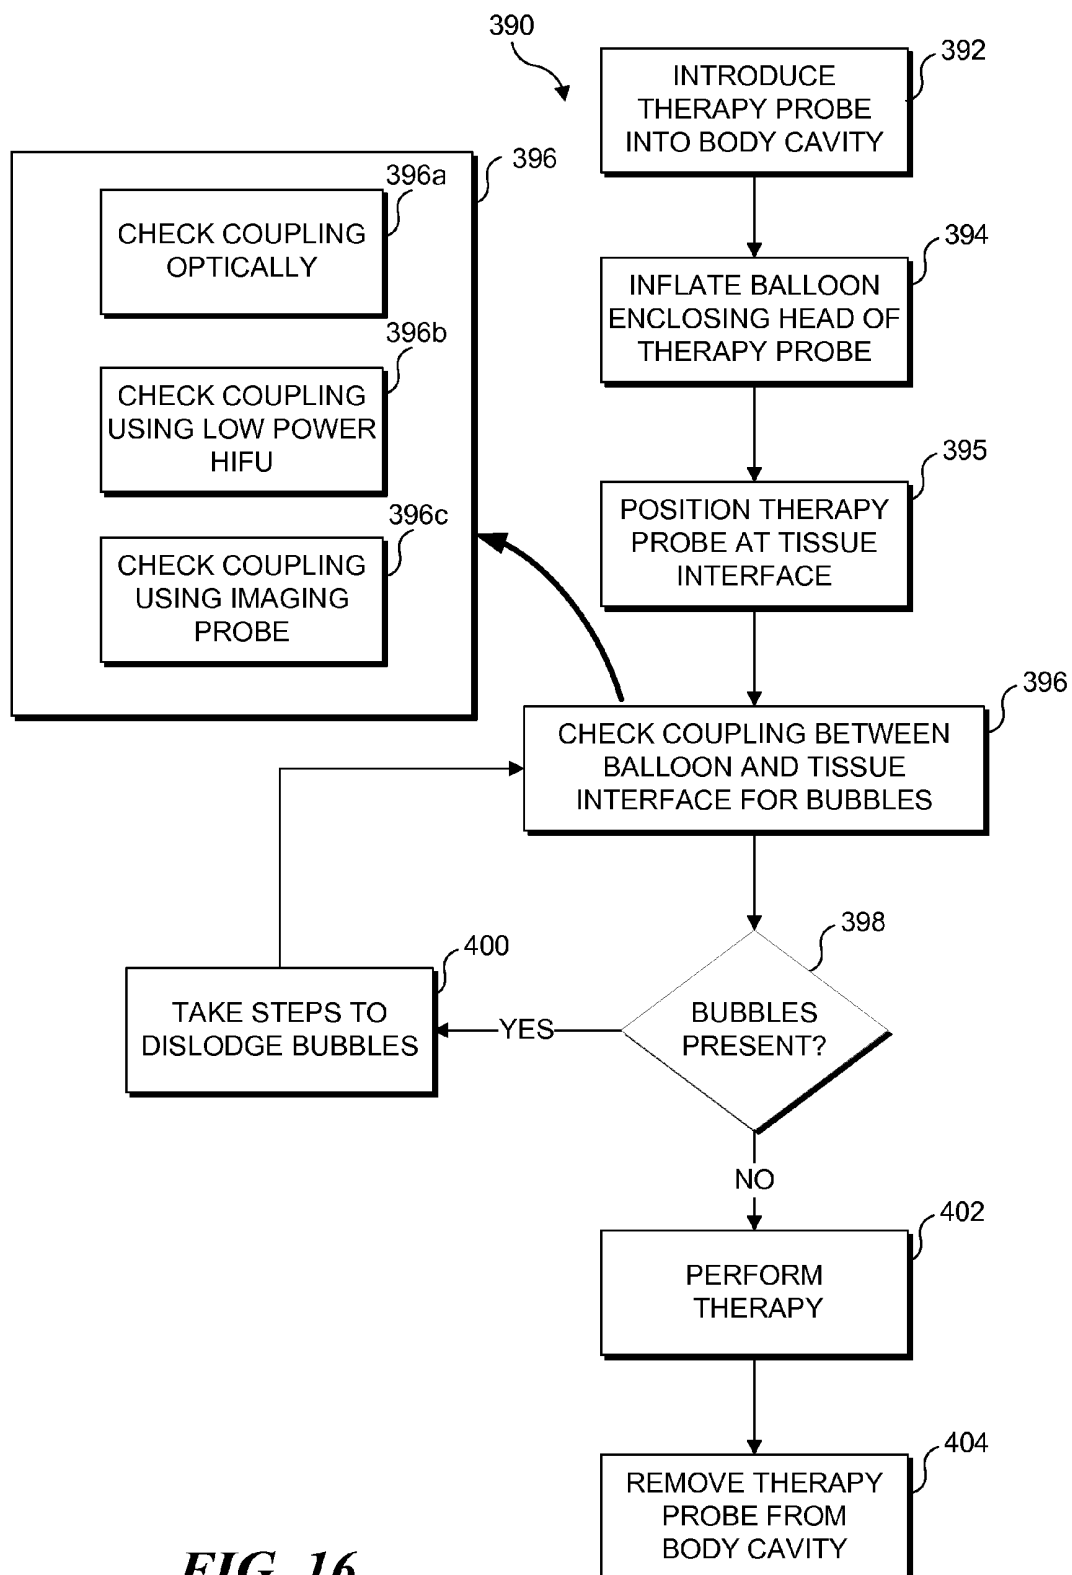 390
392
INTRODUCE
THERAPY PROBE
INTO BODY CAVITY
394
INFLATE BALLOON
ENCLOSING HEAD OF
THERAPY PROBE
395
POSITION THERAPY
PROBE AT TISSUE
INTERFACE
396
396a
CHECK COUPLING
OPTICALLY
396b
CHECK COUPLING
USING LOW POWER
HIFU
396c
CHECK COUPLING
USING IMAGING
PROBE
396
CHECK COUPLING BETWEEN
BALLOON AND TISSUE
INTERFACE FOR BUBBLES
398
BUBBLES
PRESENT?
YES
400
TAKE STEPS TO
DISLODGE BUBBLES
NO
402
PERFORM
THERAPY
404
REMOVE THERAPY
PROBE FROM
BODY CAVITY
FIG. 16